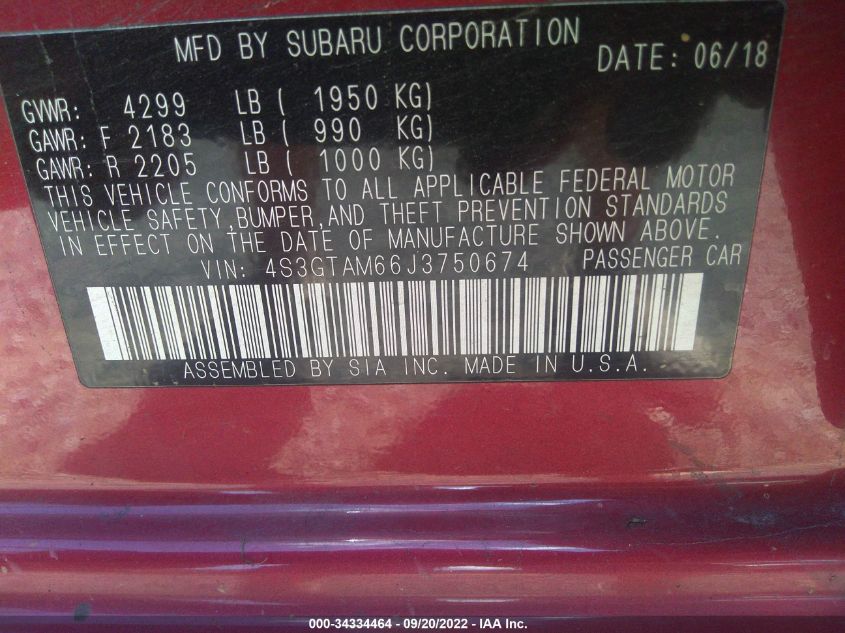 MFD BY SUBARU CORPORATION
DATE: 06/18
GVWR: 4299 LB ( 1950 KG)
GAWR: F 2183 LB ( 990 KG)
GAWR: R 2205 LB ( 1000 KG)
THIS VEHICLE CONFORMS TO ALL APPLICABLE FEDERAL MOTOR
VEHICLE SAFETY,BUMPER,AND THEFT PREVENTION STANDARDS
IN EFFECT ON THE DATE OF MANUFACTURE SHOWN ABOVE.
VIN: 4S3GTAM66J3750674 PASSENGER CAR
ASSEMBLED BY SIA INC. MADE IN U.S.A.
000-34334464 - 09/20/2022 - IAA Inc.